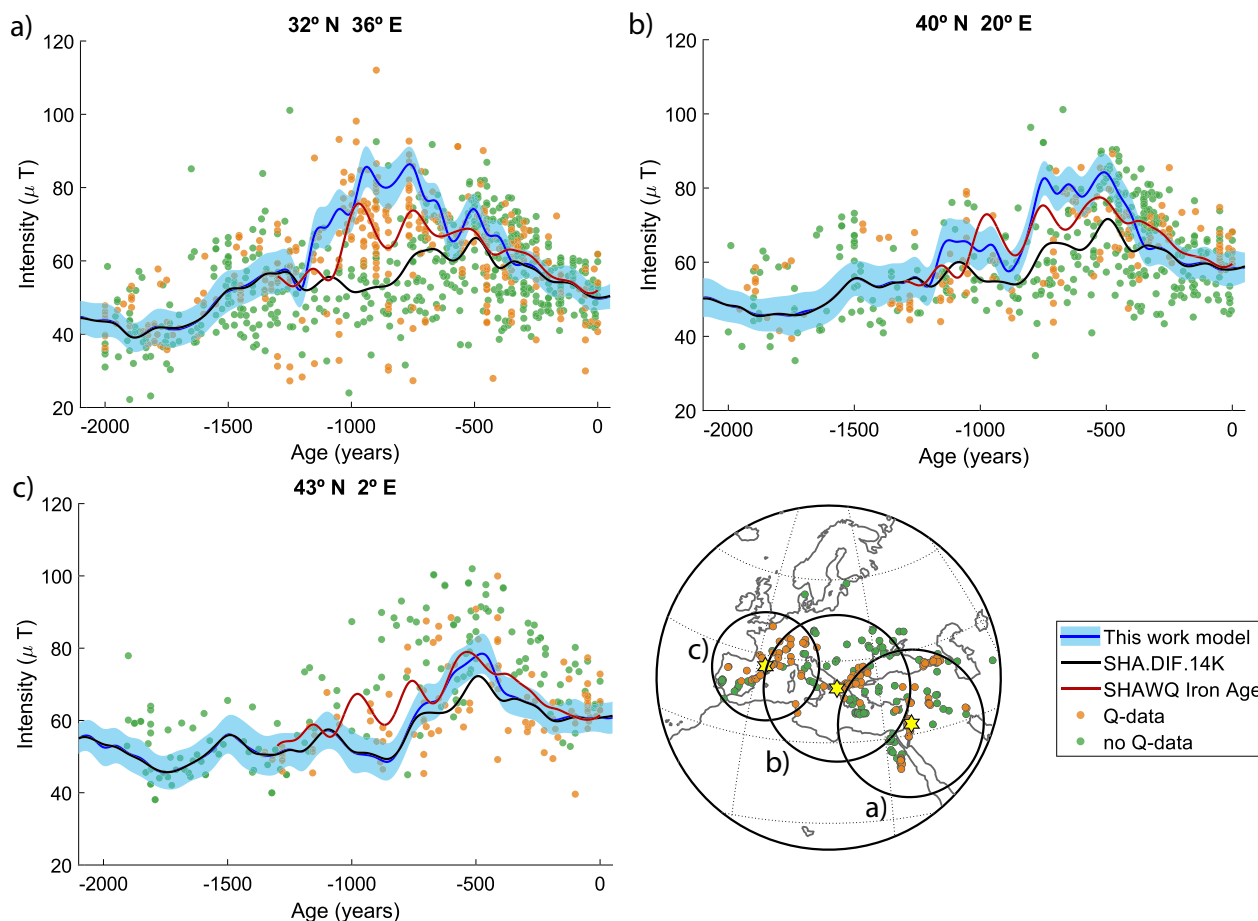 a)
32º N 36º E
120
100
80
60
40
20
Intensity (μ T)
-2000
-1500
-1000
-500
0
Age (years)
b)
40º N 20º E
120
100
80
60
40
20
Intensity (μ T)
-2000
-1500
-1000
-500
0
Age (years)
c)
43º N 2º E
120
100
80
60
40
20
Intensity (μ T)
-2000
-1500
-1000
-500
0
Age (years)
c)
b)
a)
This work model
SHA.DIF.14K
SHAWQ Iron Age
Q-data
no Q-data